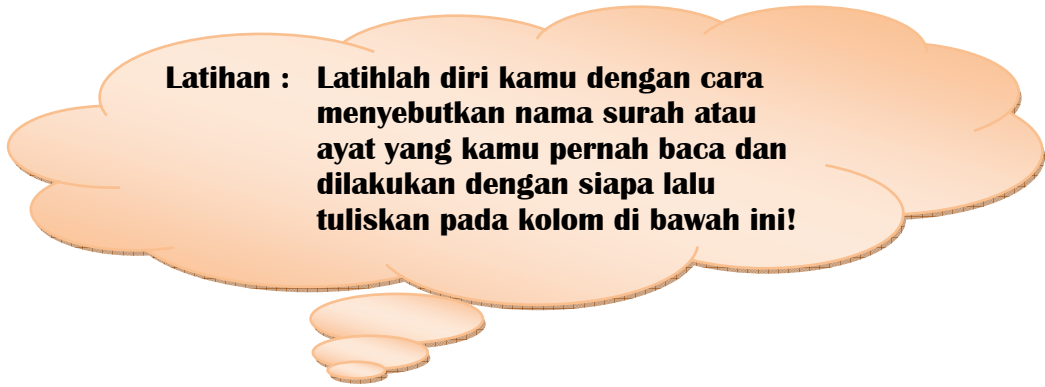 Latihan : Latihlah diri kamu dengan cara
menyebutkan nama surah atau
ayat yang kamu pernah baca dan
dilakukan dengan siapa lalu
tuliskan pada kolom di bawah ini!